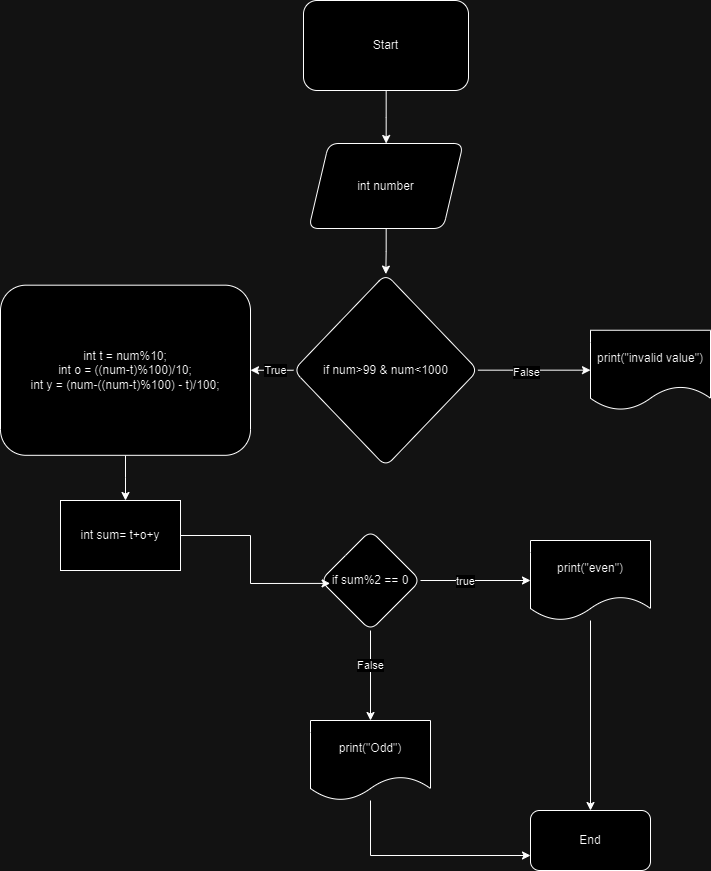 Start
int number
if num>99 & num<1000
True
False
print("invalid value")
int t = num%10;
int o = ((num-t)%100)/10;
int y = (num-((num-t)%100) - t)/100;
int sum= t+o+y
if sum%2 == 0
true
print("even")
False
print("Odd")
End